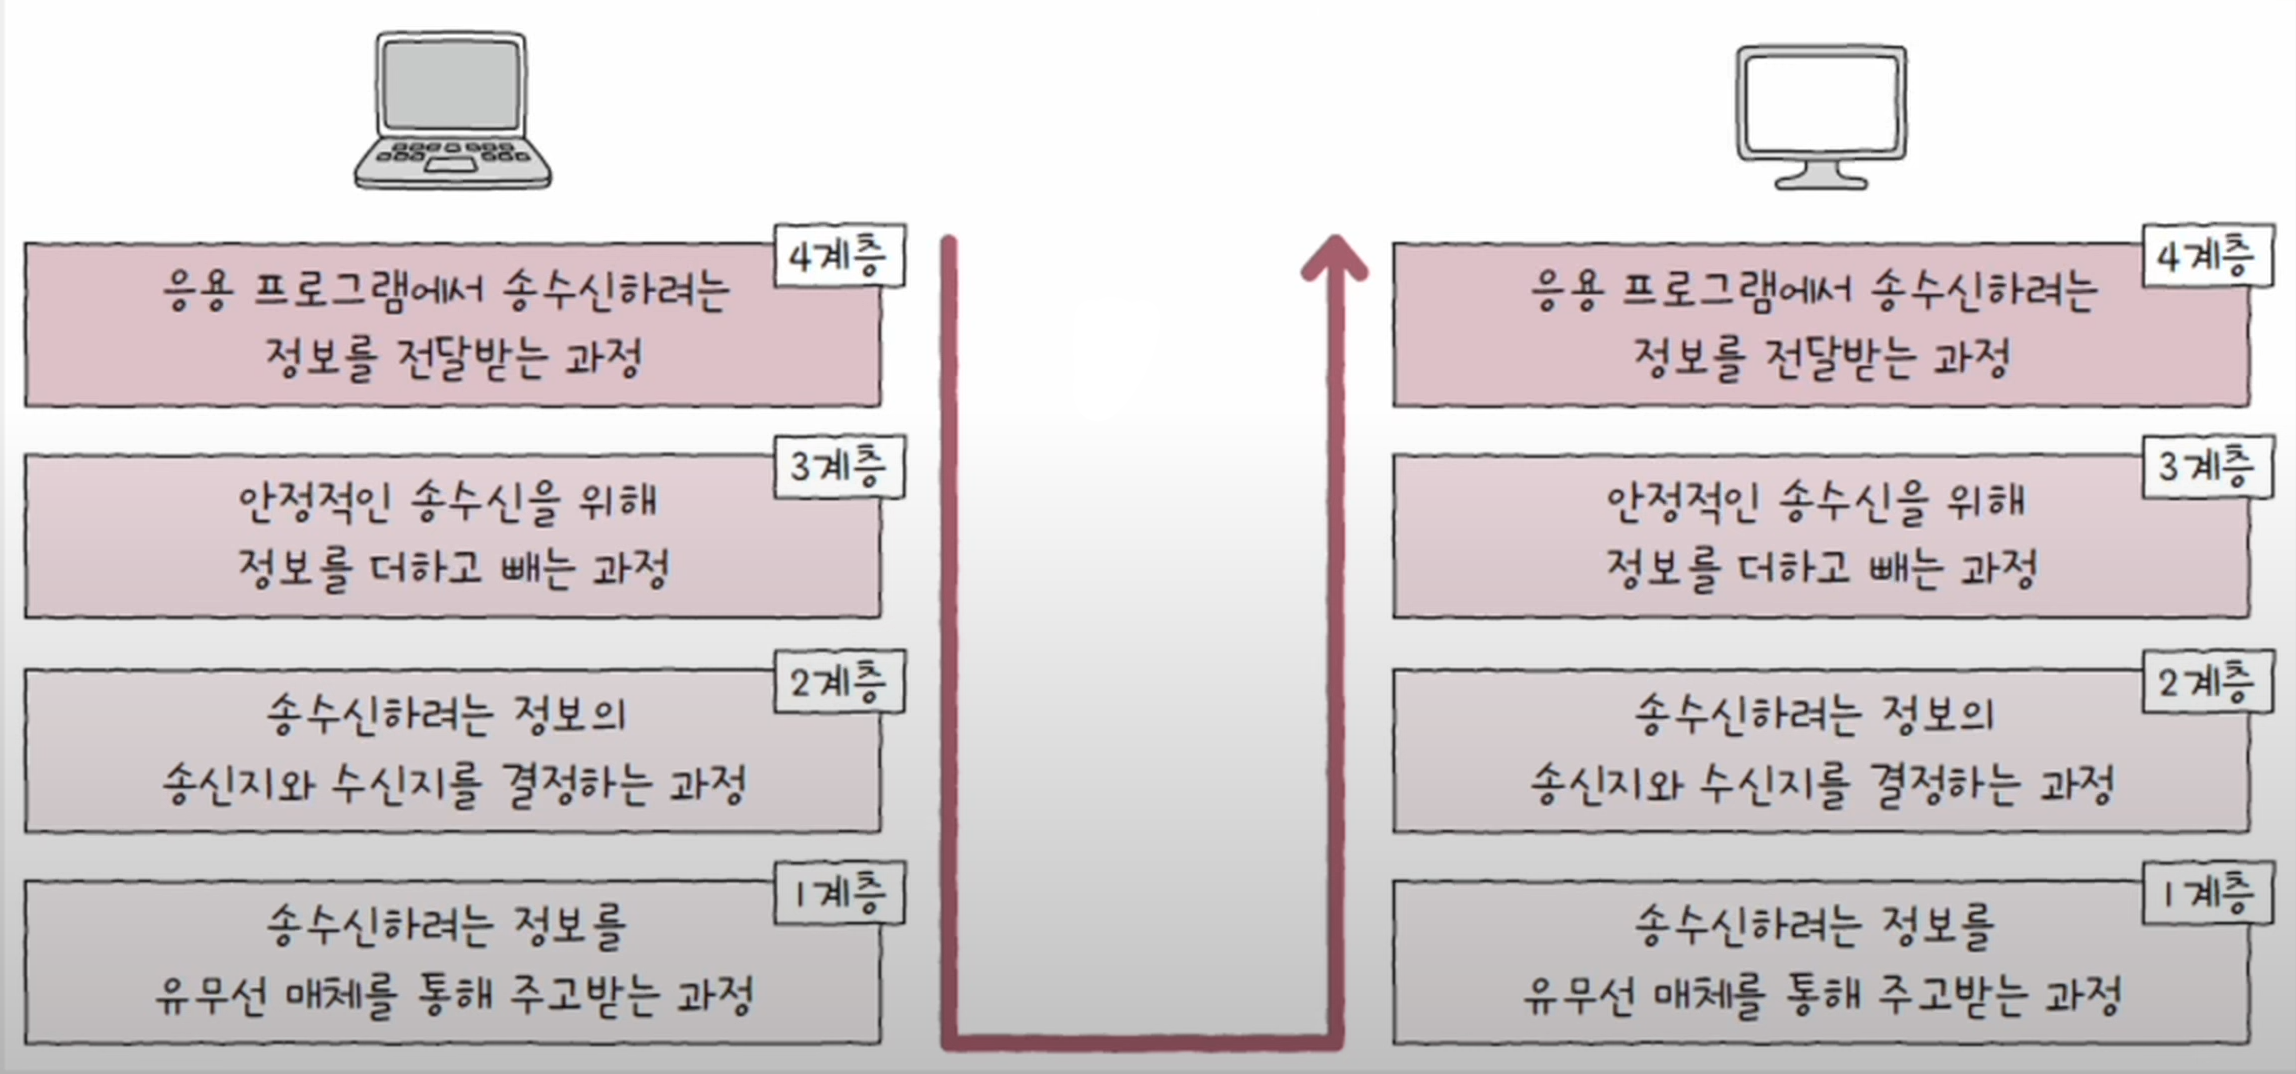 4계층
응용 프로그램에서 송수신하려는
정보를 전달받는 과정
3계층
안정적인 송수신을 위해
정보를 더하고 빼는 과정
2계층
송수신하려는 정보의
송신지와 수신지를 결정하는 과정
1계층
송수신하려는 정보를
유무선 매체를 통해 주고받는 과정
4계층
응용 프로그램에서 송수신하려는
정보를 전달받는 과정
3계층
안정적인 송수신을 위해
정보를 더하고 빼는 과정
2계층
송수신하려는 정보의
송신지와 수신지를 결정하는 과정
1계층
송수신하려는 정보를
유무선 매체를 통해 주고받는 과정